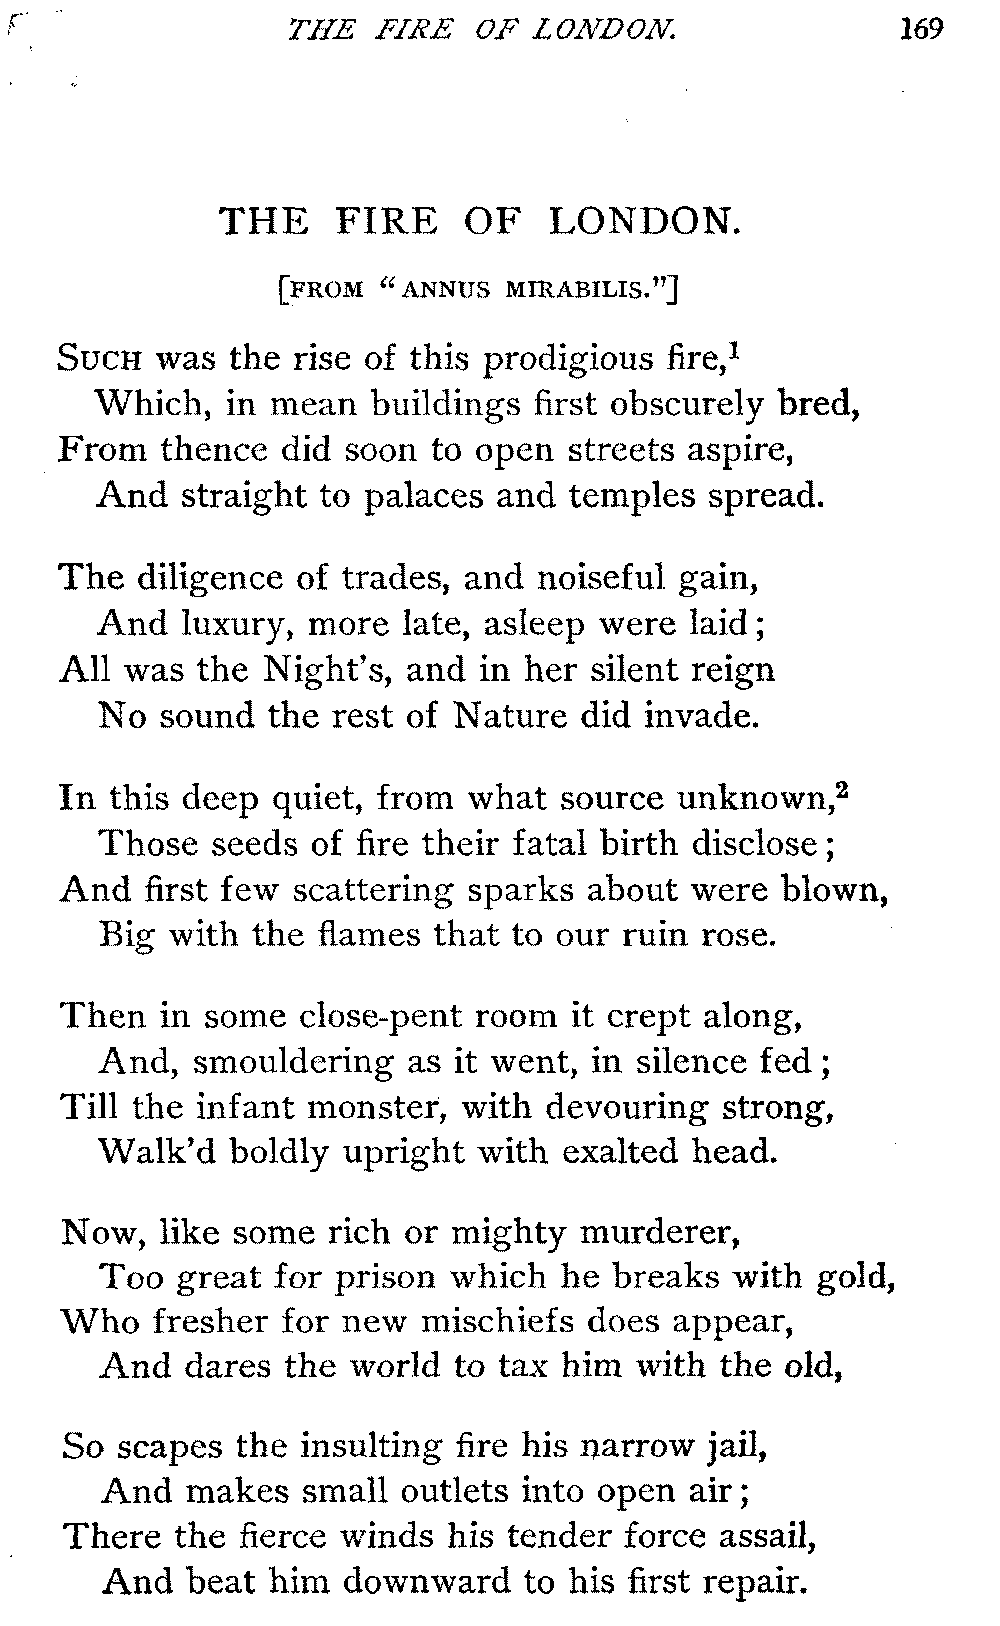 THE FIRE OF LONDON. 169
THE FIRE OF LONDON.
[FROM "ANNUS MIRABILIS."]
SUCH was the rise of this prodigious fire,¹
Which, in mean buildings first obscurely bred,
From thence did soon to open streets aspire,
And straight to palaces and temples spread.
The diligence of trades, and noiseful gain,
And luxury, more late, asleep were laid;
All was the Night's, and in her silent reign
No sound the rest of Nature did invade.
In this deep quiet, from what source unknown,²
Those seeds of fire their fatal birth disclose;
And first few scattering sparks about were blown,
Big with the flames that to our ruin rose.
Then in some close-pent room it crept along,
And, smouldering as it went, in silence fed;
Till the infant monster, with devouring strong,
Walk'd boldly upright with exalted head.
Now, like some rich or mighty murderer,
Too great for prison which he breaks with gold,
Who fresher for new mischiefs does appear,
And dares the world to tax him with the old,
So scapes the insulting fire his narrow jail,
And makes small outlets into open air;
There the fierce winds his tender force assail,
And beat him downward to his first repair.